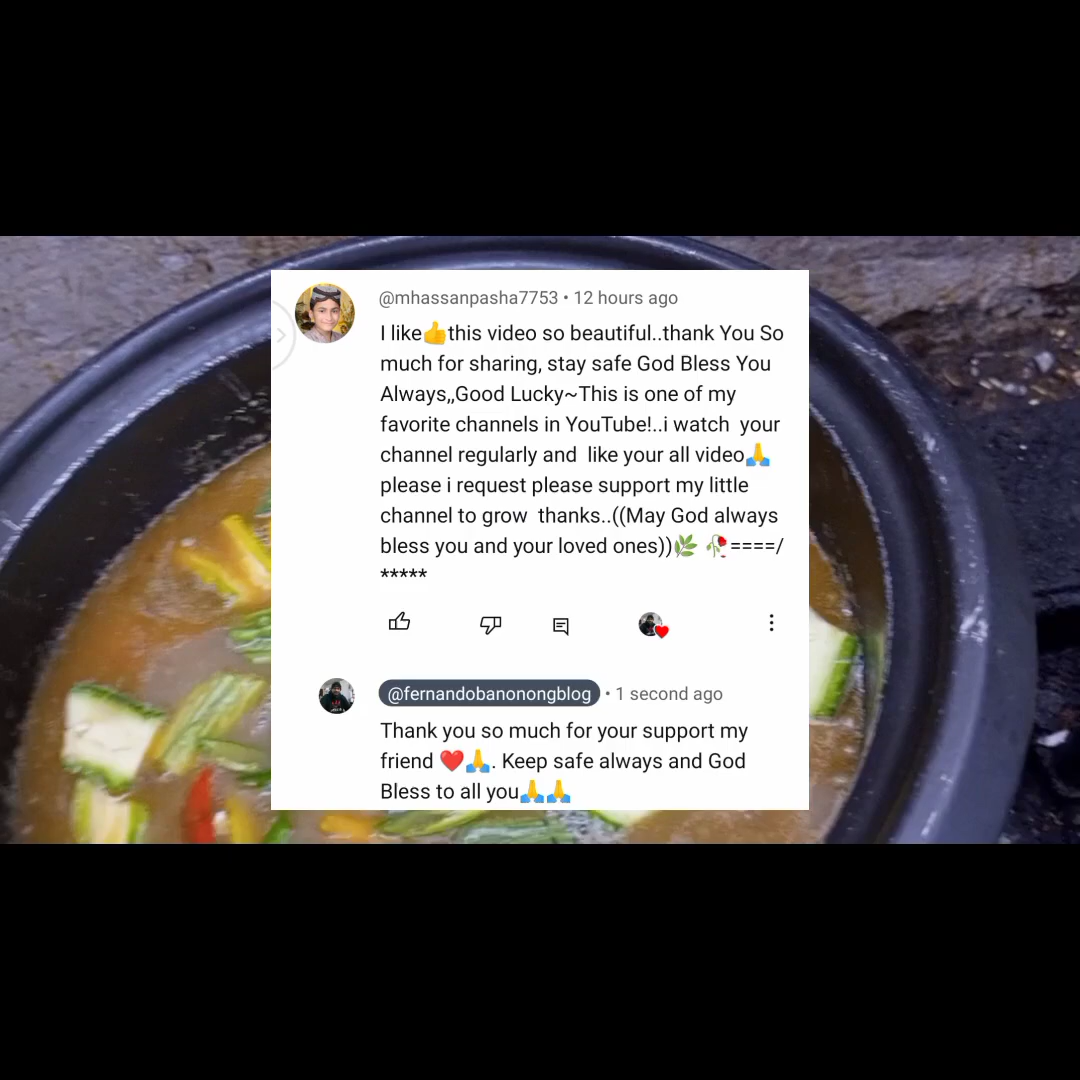 @mhassanpasha7753 • 12 hours ago
I like👍this video so beautiful..thank You So
much for sharing, stay safe God Bless You
Always,,Good Lucky~This is one of my
favorite channels in YouTube!..i watch  your
channel regularly and  like your all video🙏
please i request please support my little
channel to grow  thanks..((May God always
bless you and your loved ones))🌿 🥀====/
*****
@fernandobanonongblog • 1 second ago
Thank you so much for your support my
friend ❤️🙏. Keep safe always and God
Bless to all you🙏🙏